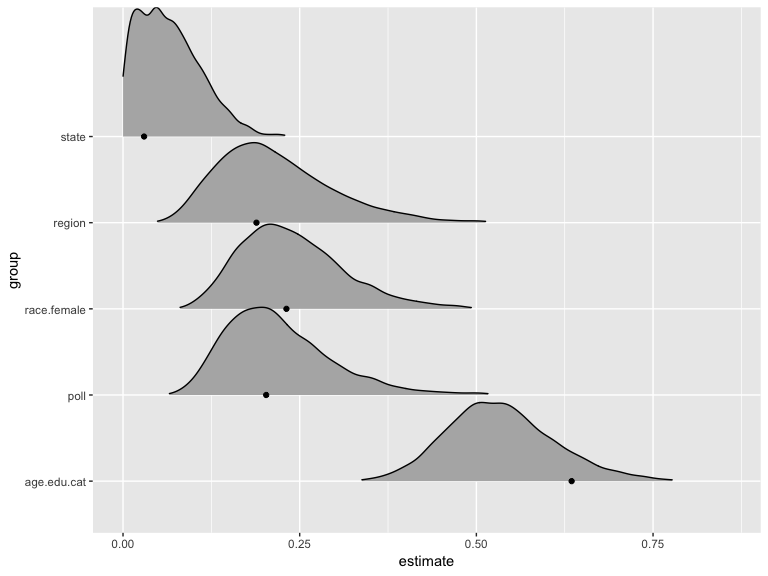 state
region
race.female
poll
age.edu.cat
group
0.00 0.25 0.50 0.75
estimate